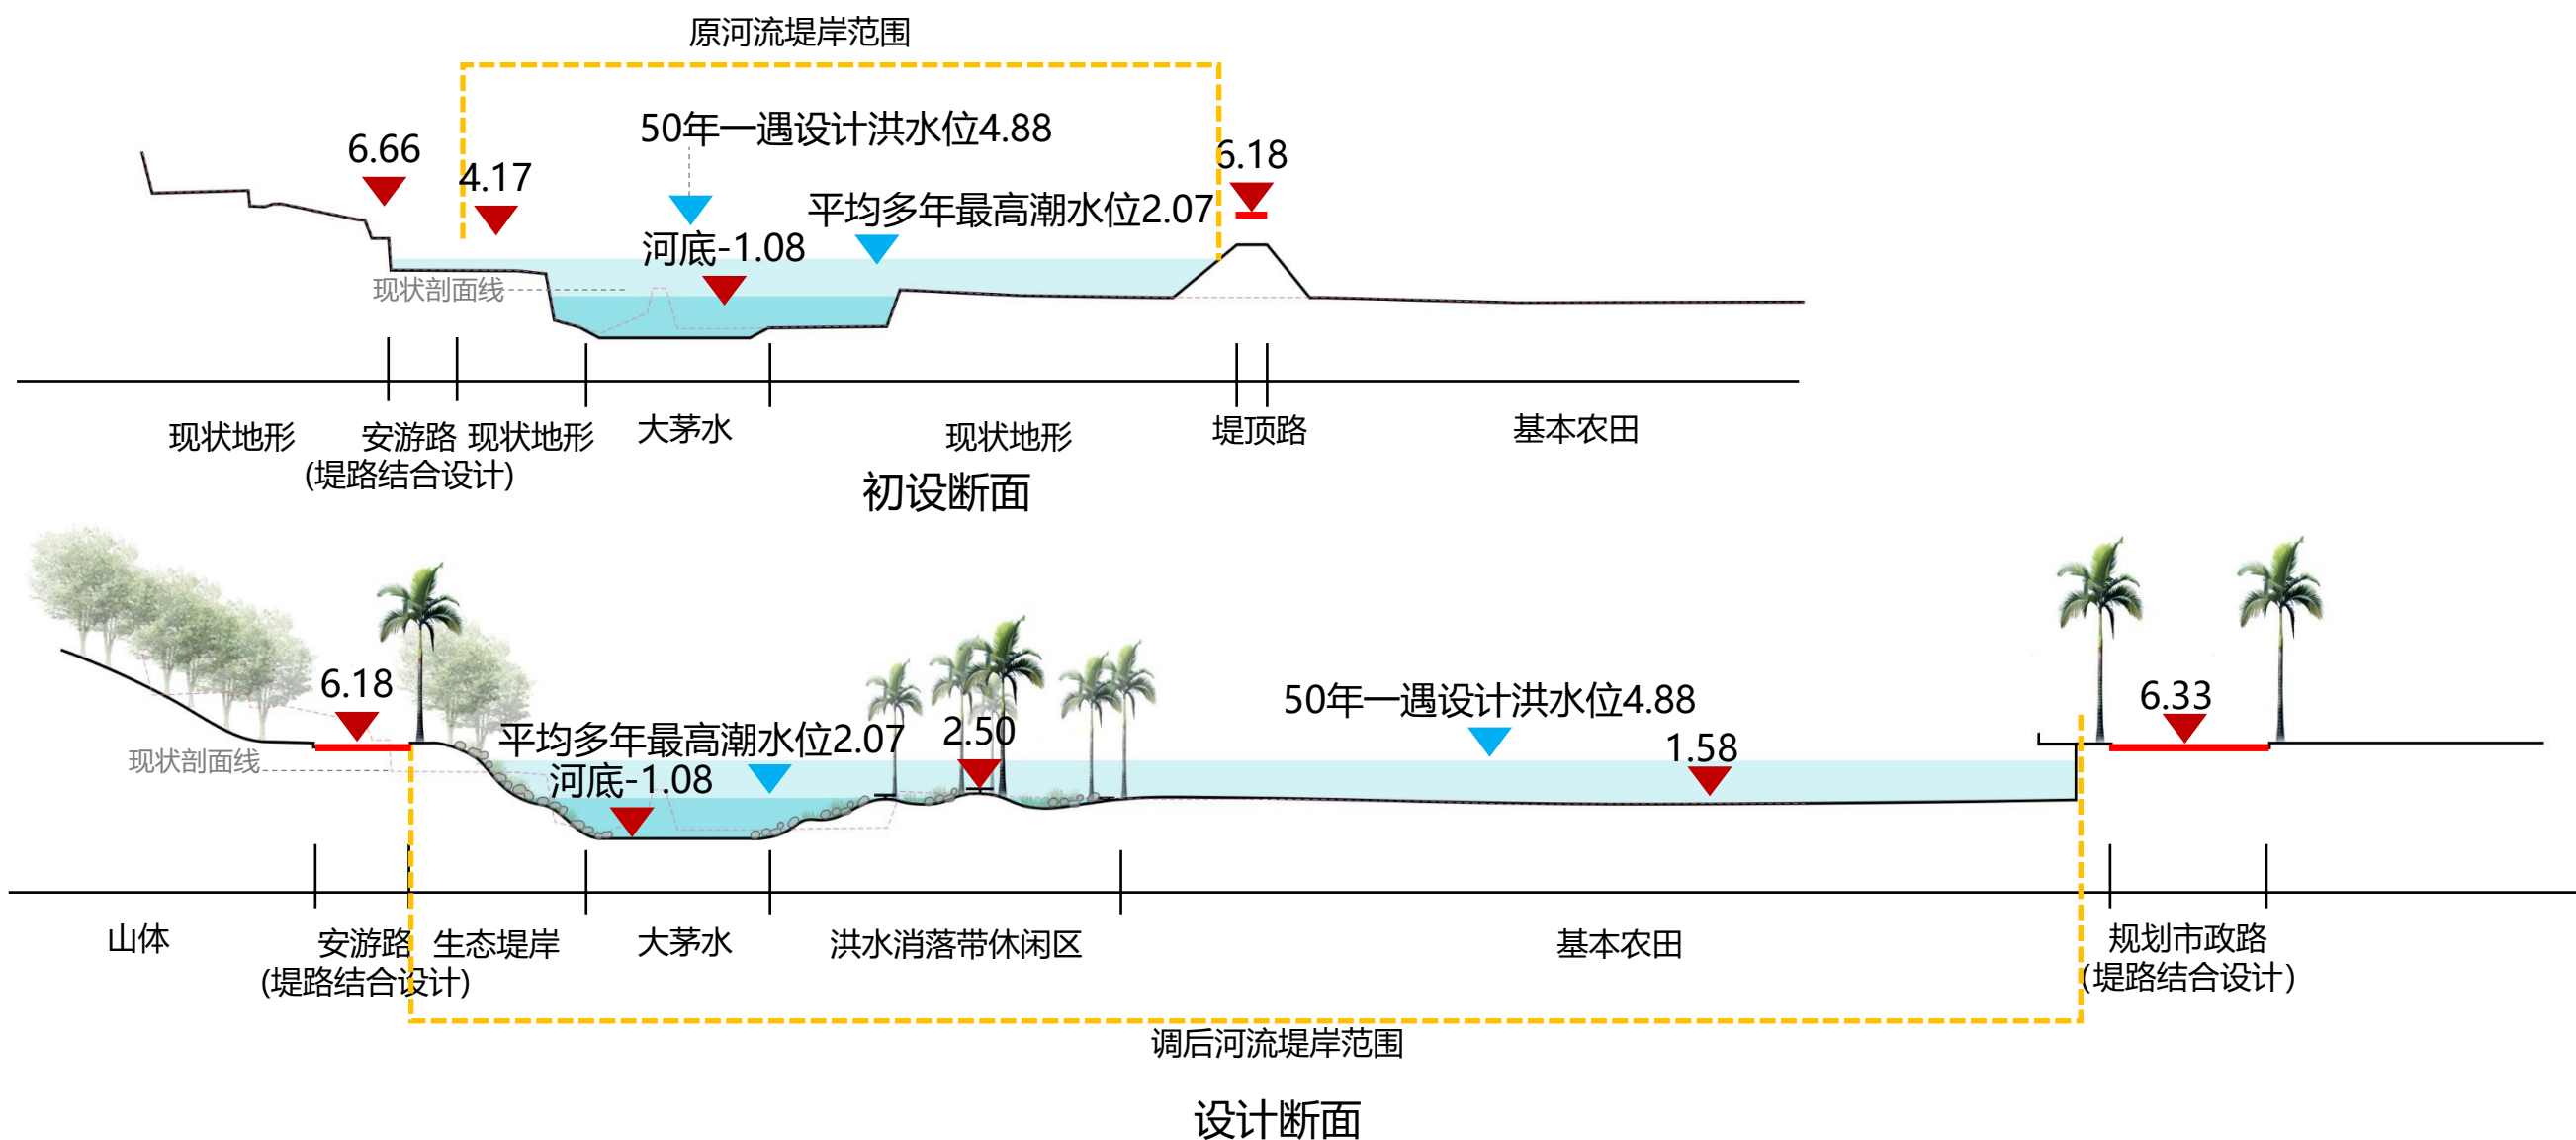 原河流堤岸范围
50年一遇设计洪水位4.88
6.66
4.17
6.18
平均多年最高潮水位2.07
河底-1.08
现状剖面线
现状地形
安游路
(堤路结合设计)
现状地形
大茅水
现状地形
堤顶路
基本农田
初设断面
6.18
现状剖面线
平均多年最高潮水位2.07
河底-1.08
2.50
50年一遇设计洪水位4.88
1.58
6.33
山体
安游路
(堤路结合设计)
生态堤岸
大茅水
洪水消落带休闲区
基本农田
规划市政路
(堤路结合设计)
调后河流堤岸范围
设计断面